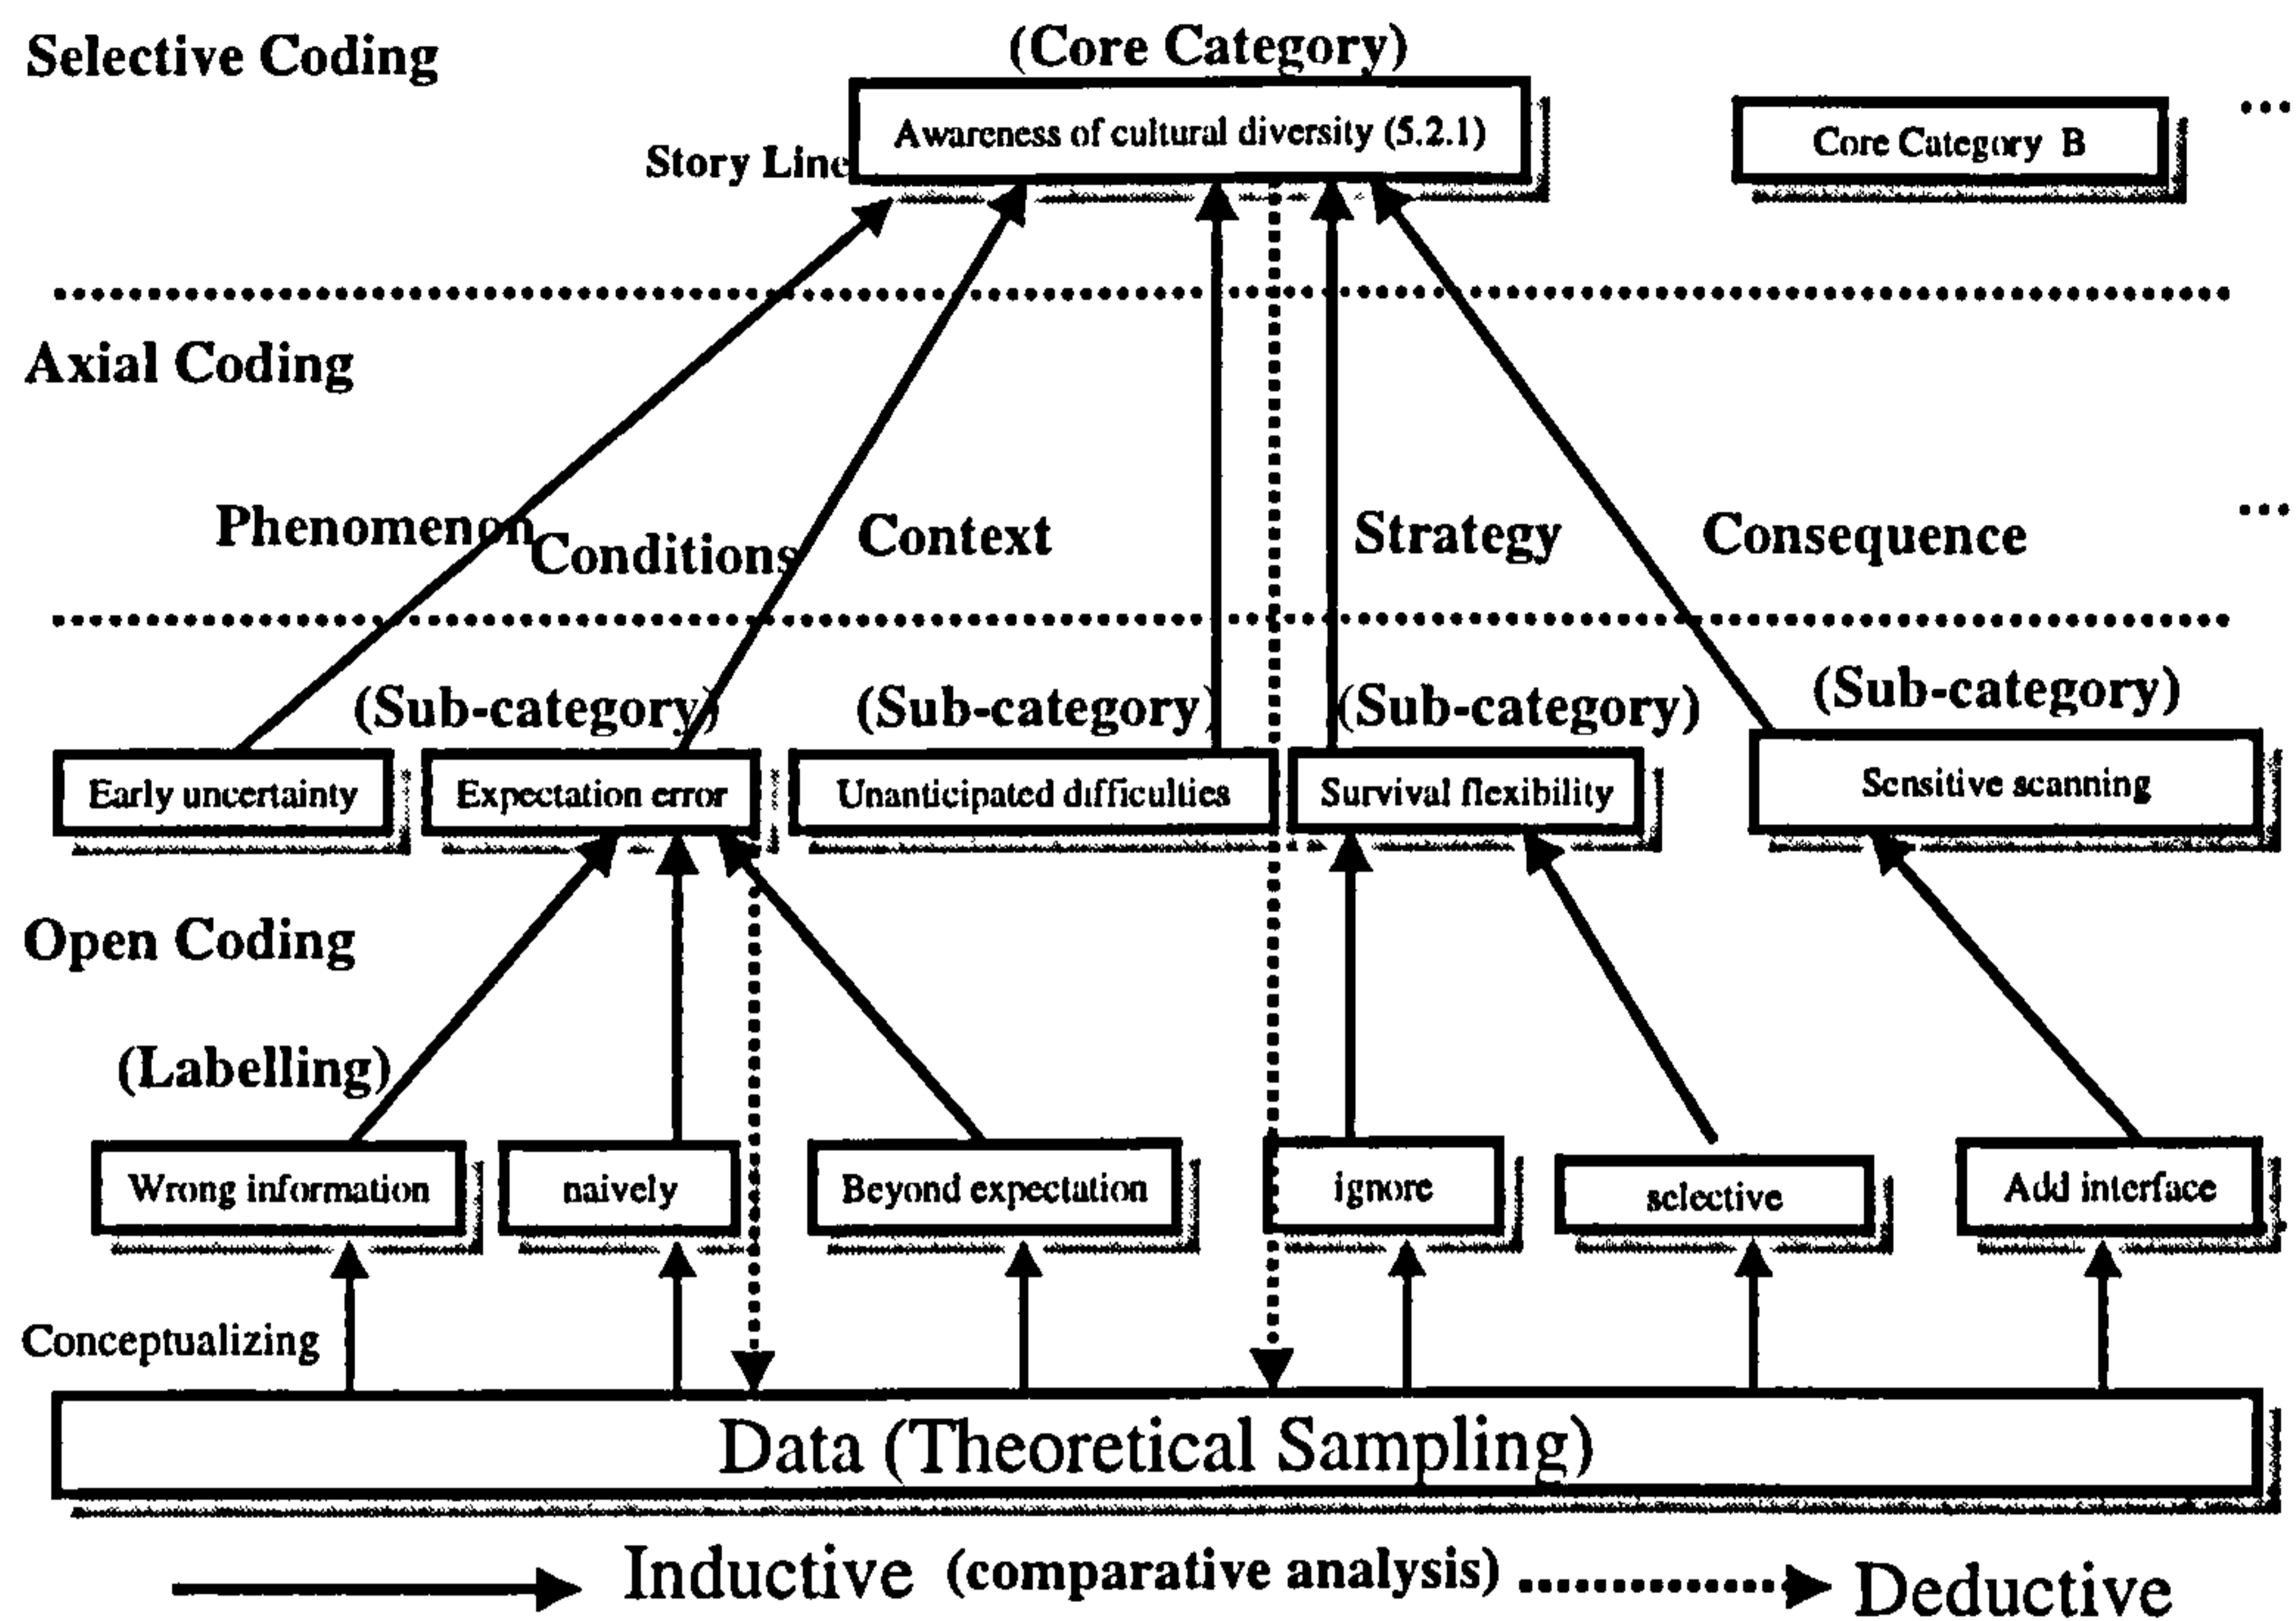 Selective Coding
(Core Category)
Awareness of cultural diversity (5.2.1)
Core Category B
...
Story Line
Axial Coding
Phenomenon
Conditions
Context
Strategy
Consequence
...
(Sub-category)
(Sub-category)
(Sub-category)
(Sub-category)
Early uncertainty
Expectation error
Unanticipated difficulties
Survival flexibility
Sensitive scanning
Open Coding
(Labelling)
Wrong information
naively
Beyond expectation
ignore
selective
Add interface
Conceptualizing
Data (Theoretical Sampling)
Inductive (comparative analysis)
Deductive